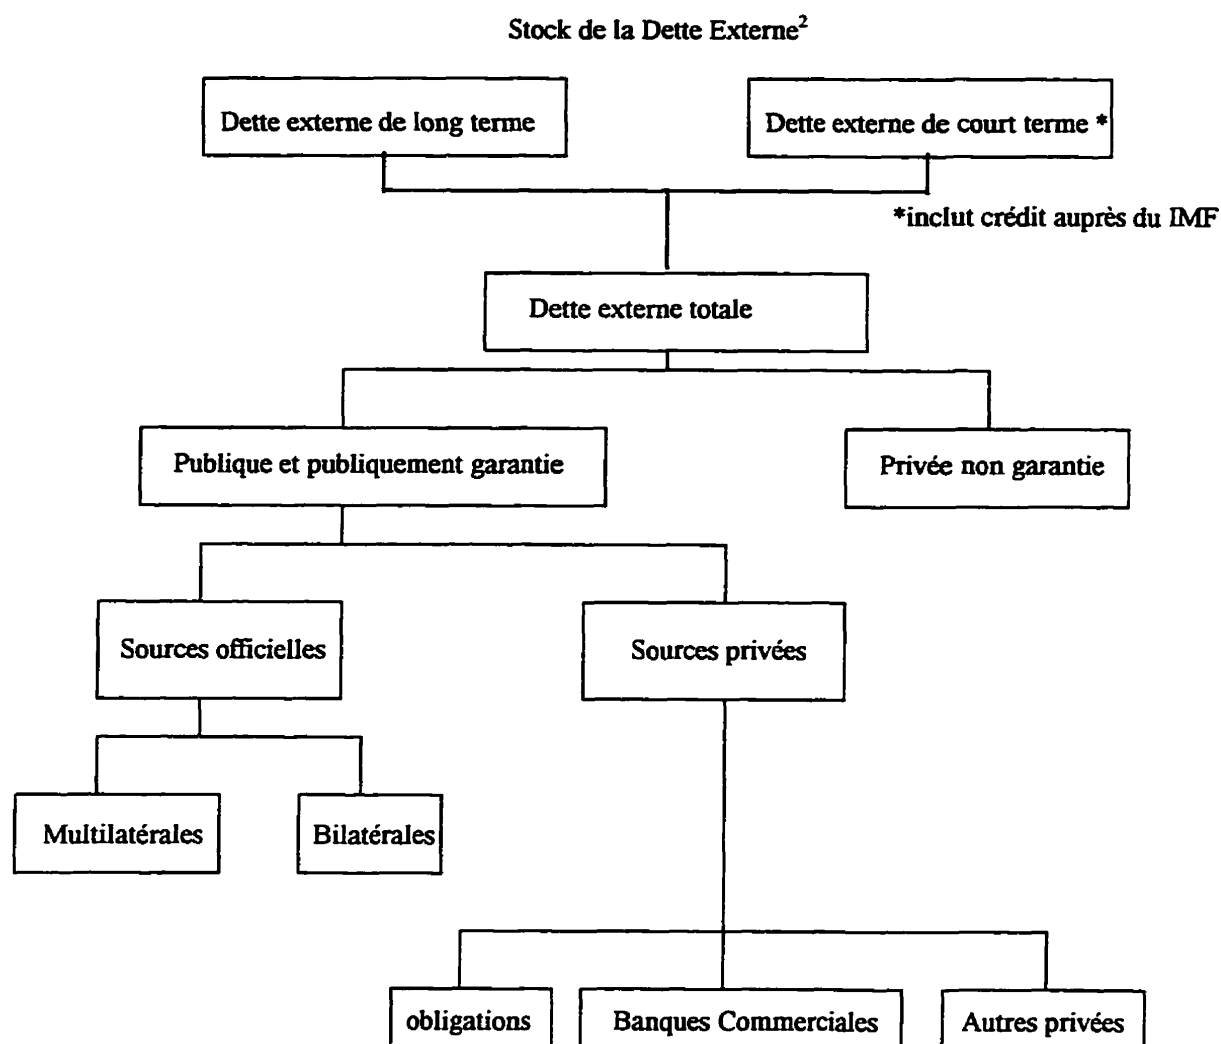 Stock de la Dette Externe²
Dette externe de long terme
Dette externe de court terme *
*inclut crédit auprès du IMF
Dette externe totale
Publique et publiquement garantie
Privée non garantie
Sources officielles
Sources privées
Multilatérales
Bilatérales
obligations
Banques Commerciales
Autres privées